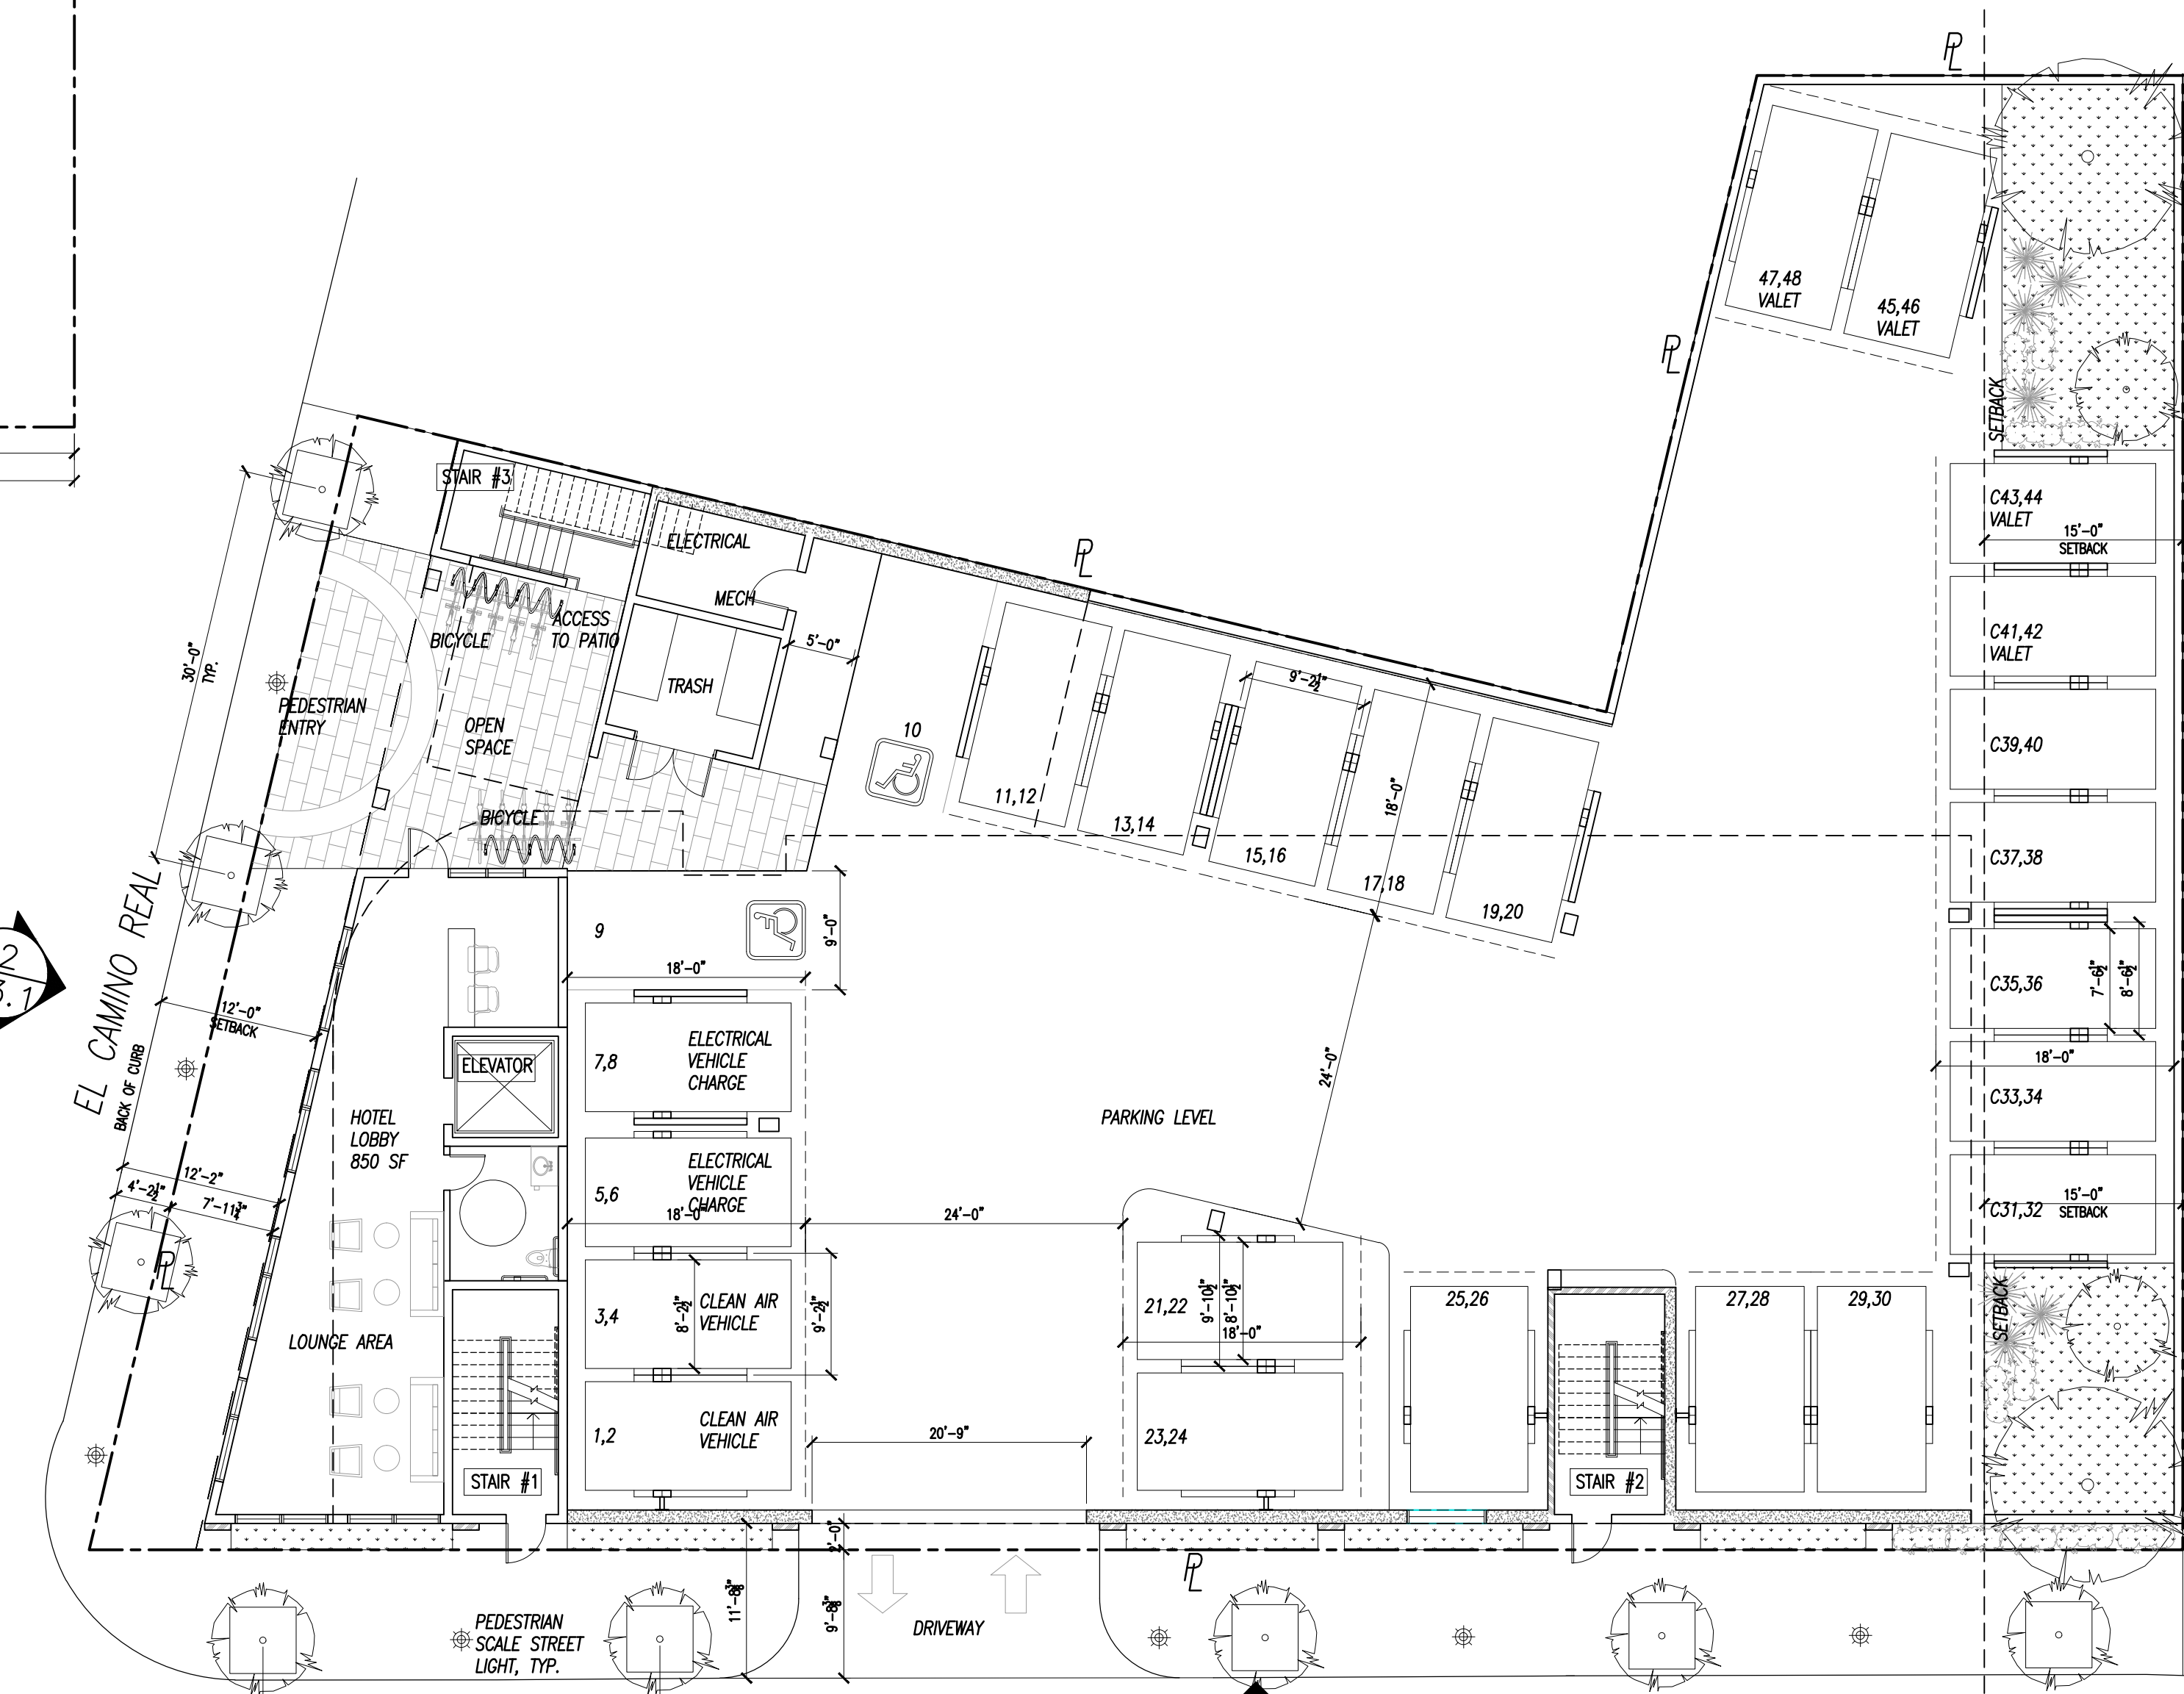 PL
47,48
VALET
45,46
VALET
PL
SETBACK
STAIR #3
ELECTRICAL
MECH
ACCESS
TO PATIO
BICYCLE
5'-0"
PL
30'-0"
TYP.
PEDESTRIAN
ENTRY
OPEN
SPACE
TRASH
BICYCLE
10
11,12
13,14
9'-2½"
15,16
18'-0"
17,18
19,20
C43,44
VALET
15'-0"
SETBACK
C41,42
VALET
C39,40
C37,38
C35,36
7'-6½"
8'-6½"
18'-0"
C33,34
15'-0"
C31,32 SETBACK
SETBACK
2
EL CAMINO REAL
BACK OF CURB
12'-0"
SETBACK
12'-2"
4'-2½"
7'-11¾"
PL
9
9'-0"
18'-0"
7,8
ELECTRICAL
VEHICLE
CHARGE
ELEVATOR
HOTEL
LOBBY
850 SF
5,6
ELECTRICAL
VEHICLE
CHARGE
18'-0"
24'-0"
PARKING LEVEL
24'-0"
3,4
8'-2½"
CLEAN AIR
VEHICLE
9'-2½"
LOUNGE AREA
1,2
CLEAN AIR
VEHICLE
STAIR #1
20'-9"
21,22
9'-10½"
8'-10½"
18'-0"
23,24
25,26
STAIR #2
27,28
29,30
2'-0"
11'-8⅜"
9'-8⅜"
PL
PEDESTRIAN
SCALE STREET
LIGHT, TYP.
DRIVEWAY